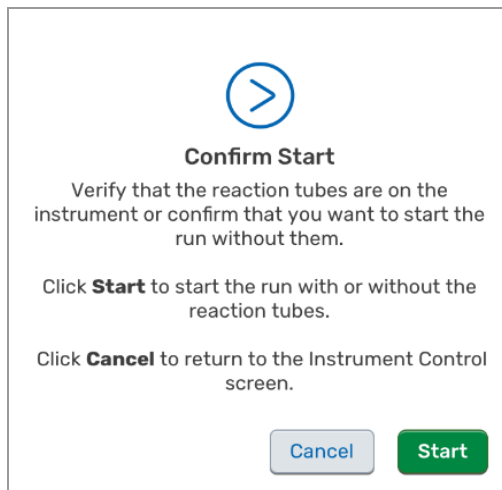 Confirm Start
Verify that the reaction tubes are on the
instrument or confirm that you want to start the
run without them.
Click Start to start the run with or without the
reaction tubes.
Click Cancel to return to the Instrument Control
screen.
Cancel Start